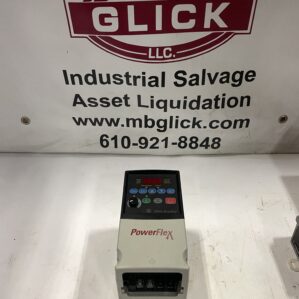 GLICK
LLC.
Industrial Salvage
Asset Liquidation
www.mbglick.com
610-921-8848
PowerFlex